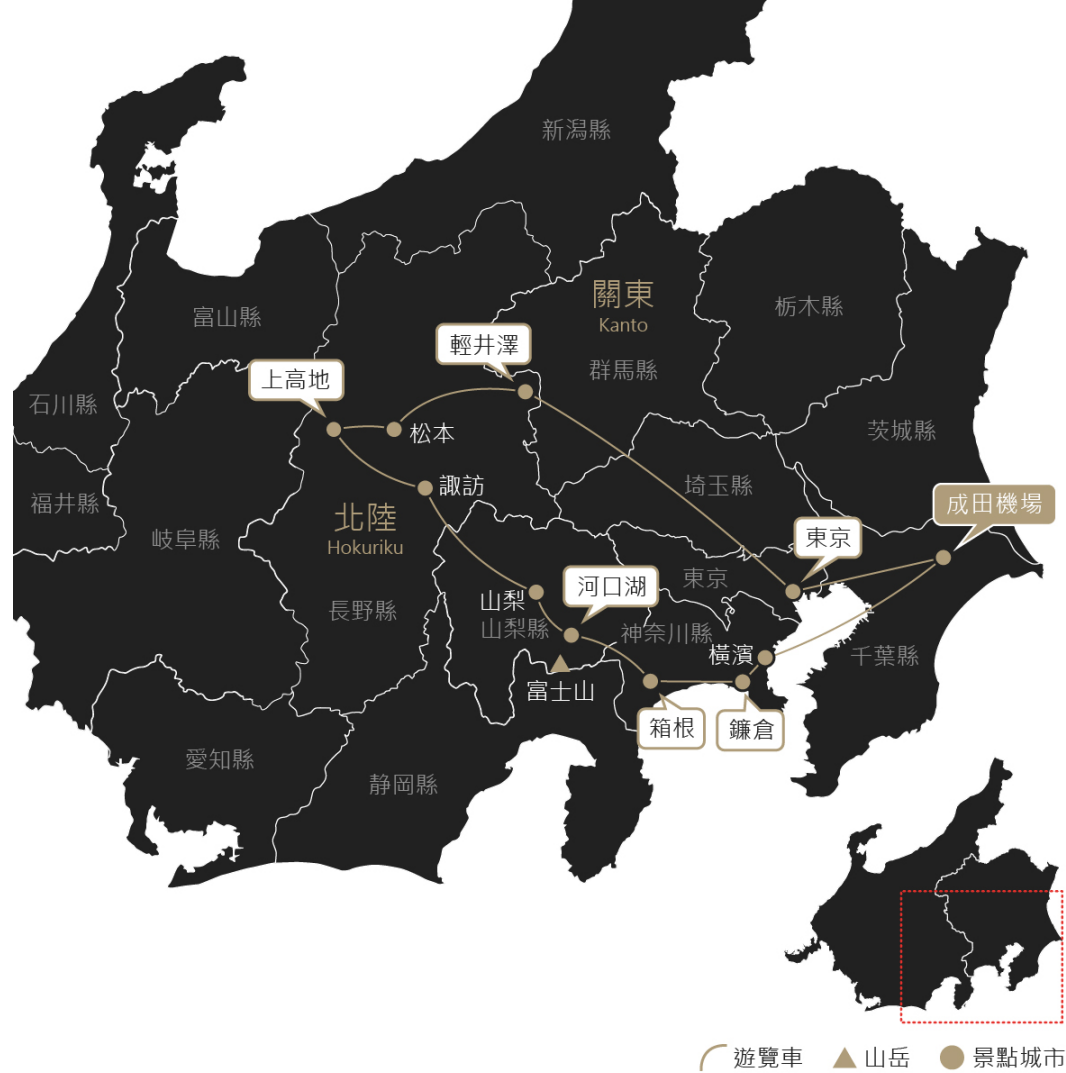 新潟縣
關東
Kanto
栃木縣
富山縣
輕井澤
群馬縣
上高地
石川縣
松本
茨城縣
諏訪
埼玉縣
福井縣
成田機場
北陸
Hokuriku
岐阜縣
東京
東京
河口湖
山梨
長野縣
山梨縣
神奈川縣
橫濱
千葉縣
富士山
箱根
鐮倉
愛知縣
静岡縣
遊覽車
山岳
景點城市